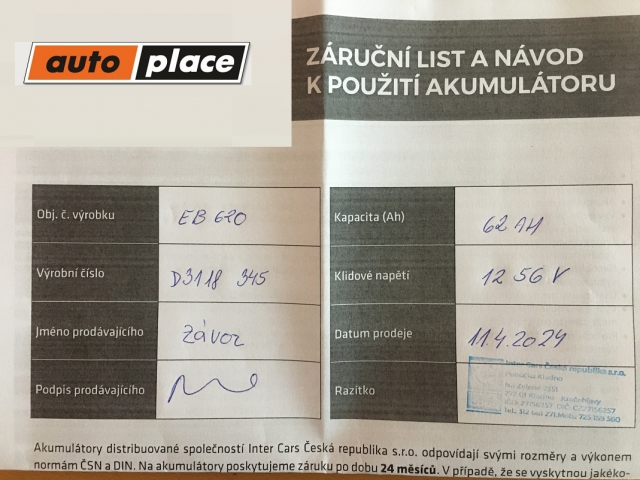 auto place
ZÁRUČNÍ LIST A NÁVOD
K POUŽITÍ AKUMULÁTORU
Obj. č. výrobku EB 620
Kapacita (Ah) 62 AH
Výrobní číslo D3118 345
Klidové napětí 12 56 V
Jméno prodávajícího Závoz
Datum prodeje 11.4.2024
Podpis prodávajícího
Razítko
Inter Cars Česká republika s.r.o.
Pobočka Kladno
Akumulátory distribuované společností Inter Cars Česká republika s.r.o. odpovídají svými rozměry a výkonem
normám ČSN a DIN. Na akumulátory poskytujeme záruku po dobu 24 měsíců. V případě, že se vyskytnou jakéko-